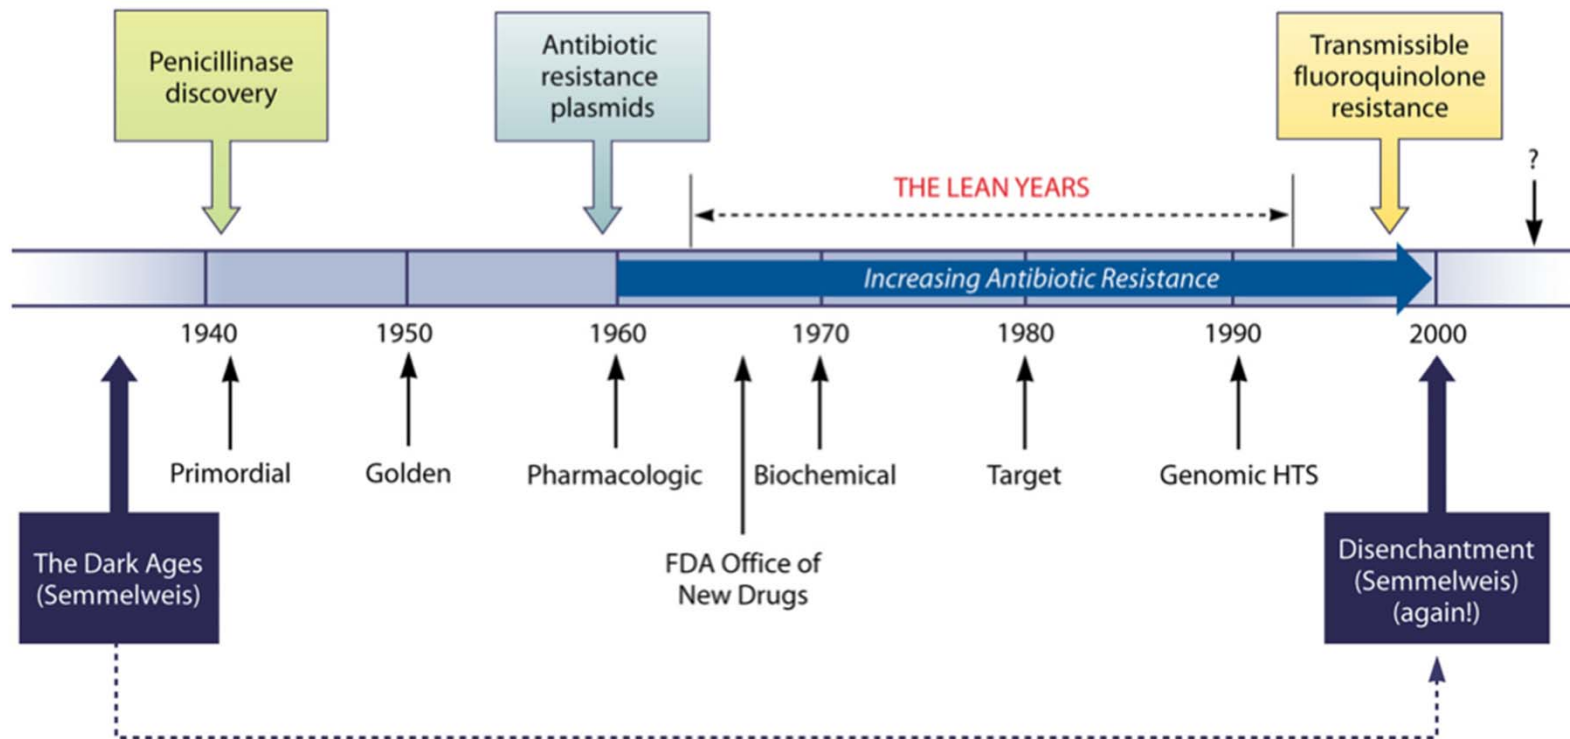 Penicillinase
discovery
Antibiotic
resistance
plasmids
Transmissible
fluoroquinolone
resistance
?
THE LEAN YEARS
Increasing Antibiotic Resistance
1940
1950
1960
1970
1980
1990
2000
Primordial
Golden
Pharmacologic
Biochemical
Target
Genomic HTS
FDA Office of
New Drugs
The Dark Ages
(Semmelweis)
Disenchantment
(Semmelweis)
(again!)